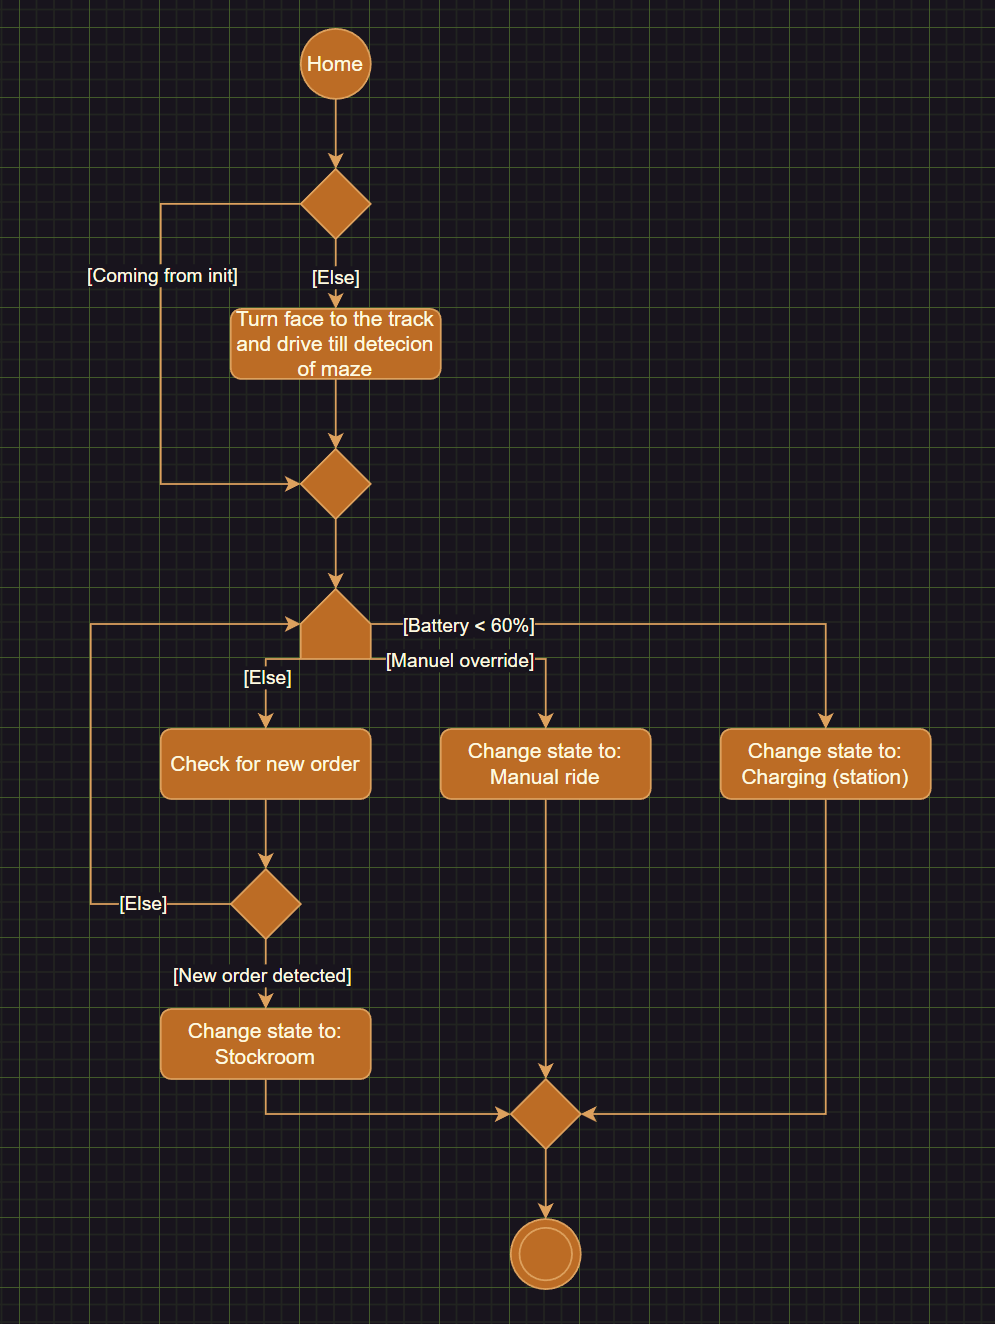 Home
[Coming from init]
[Else]
Turn face to the track
and drive till detecion
of maze
[Battery < 60%]
[Manuel override]
[Else]
Check for new order
Change state to:
Manual ride
Change state to:
Charging (station)
[Else]
[New order detected]
Change state to:
Stockroom